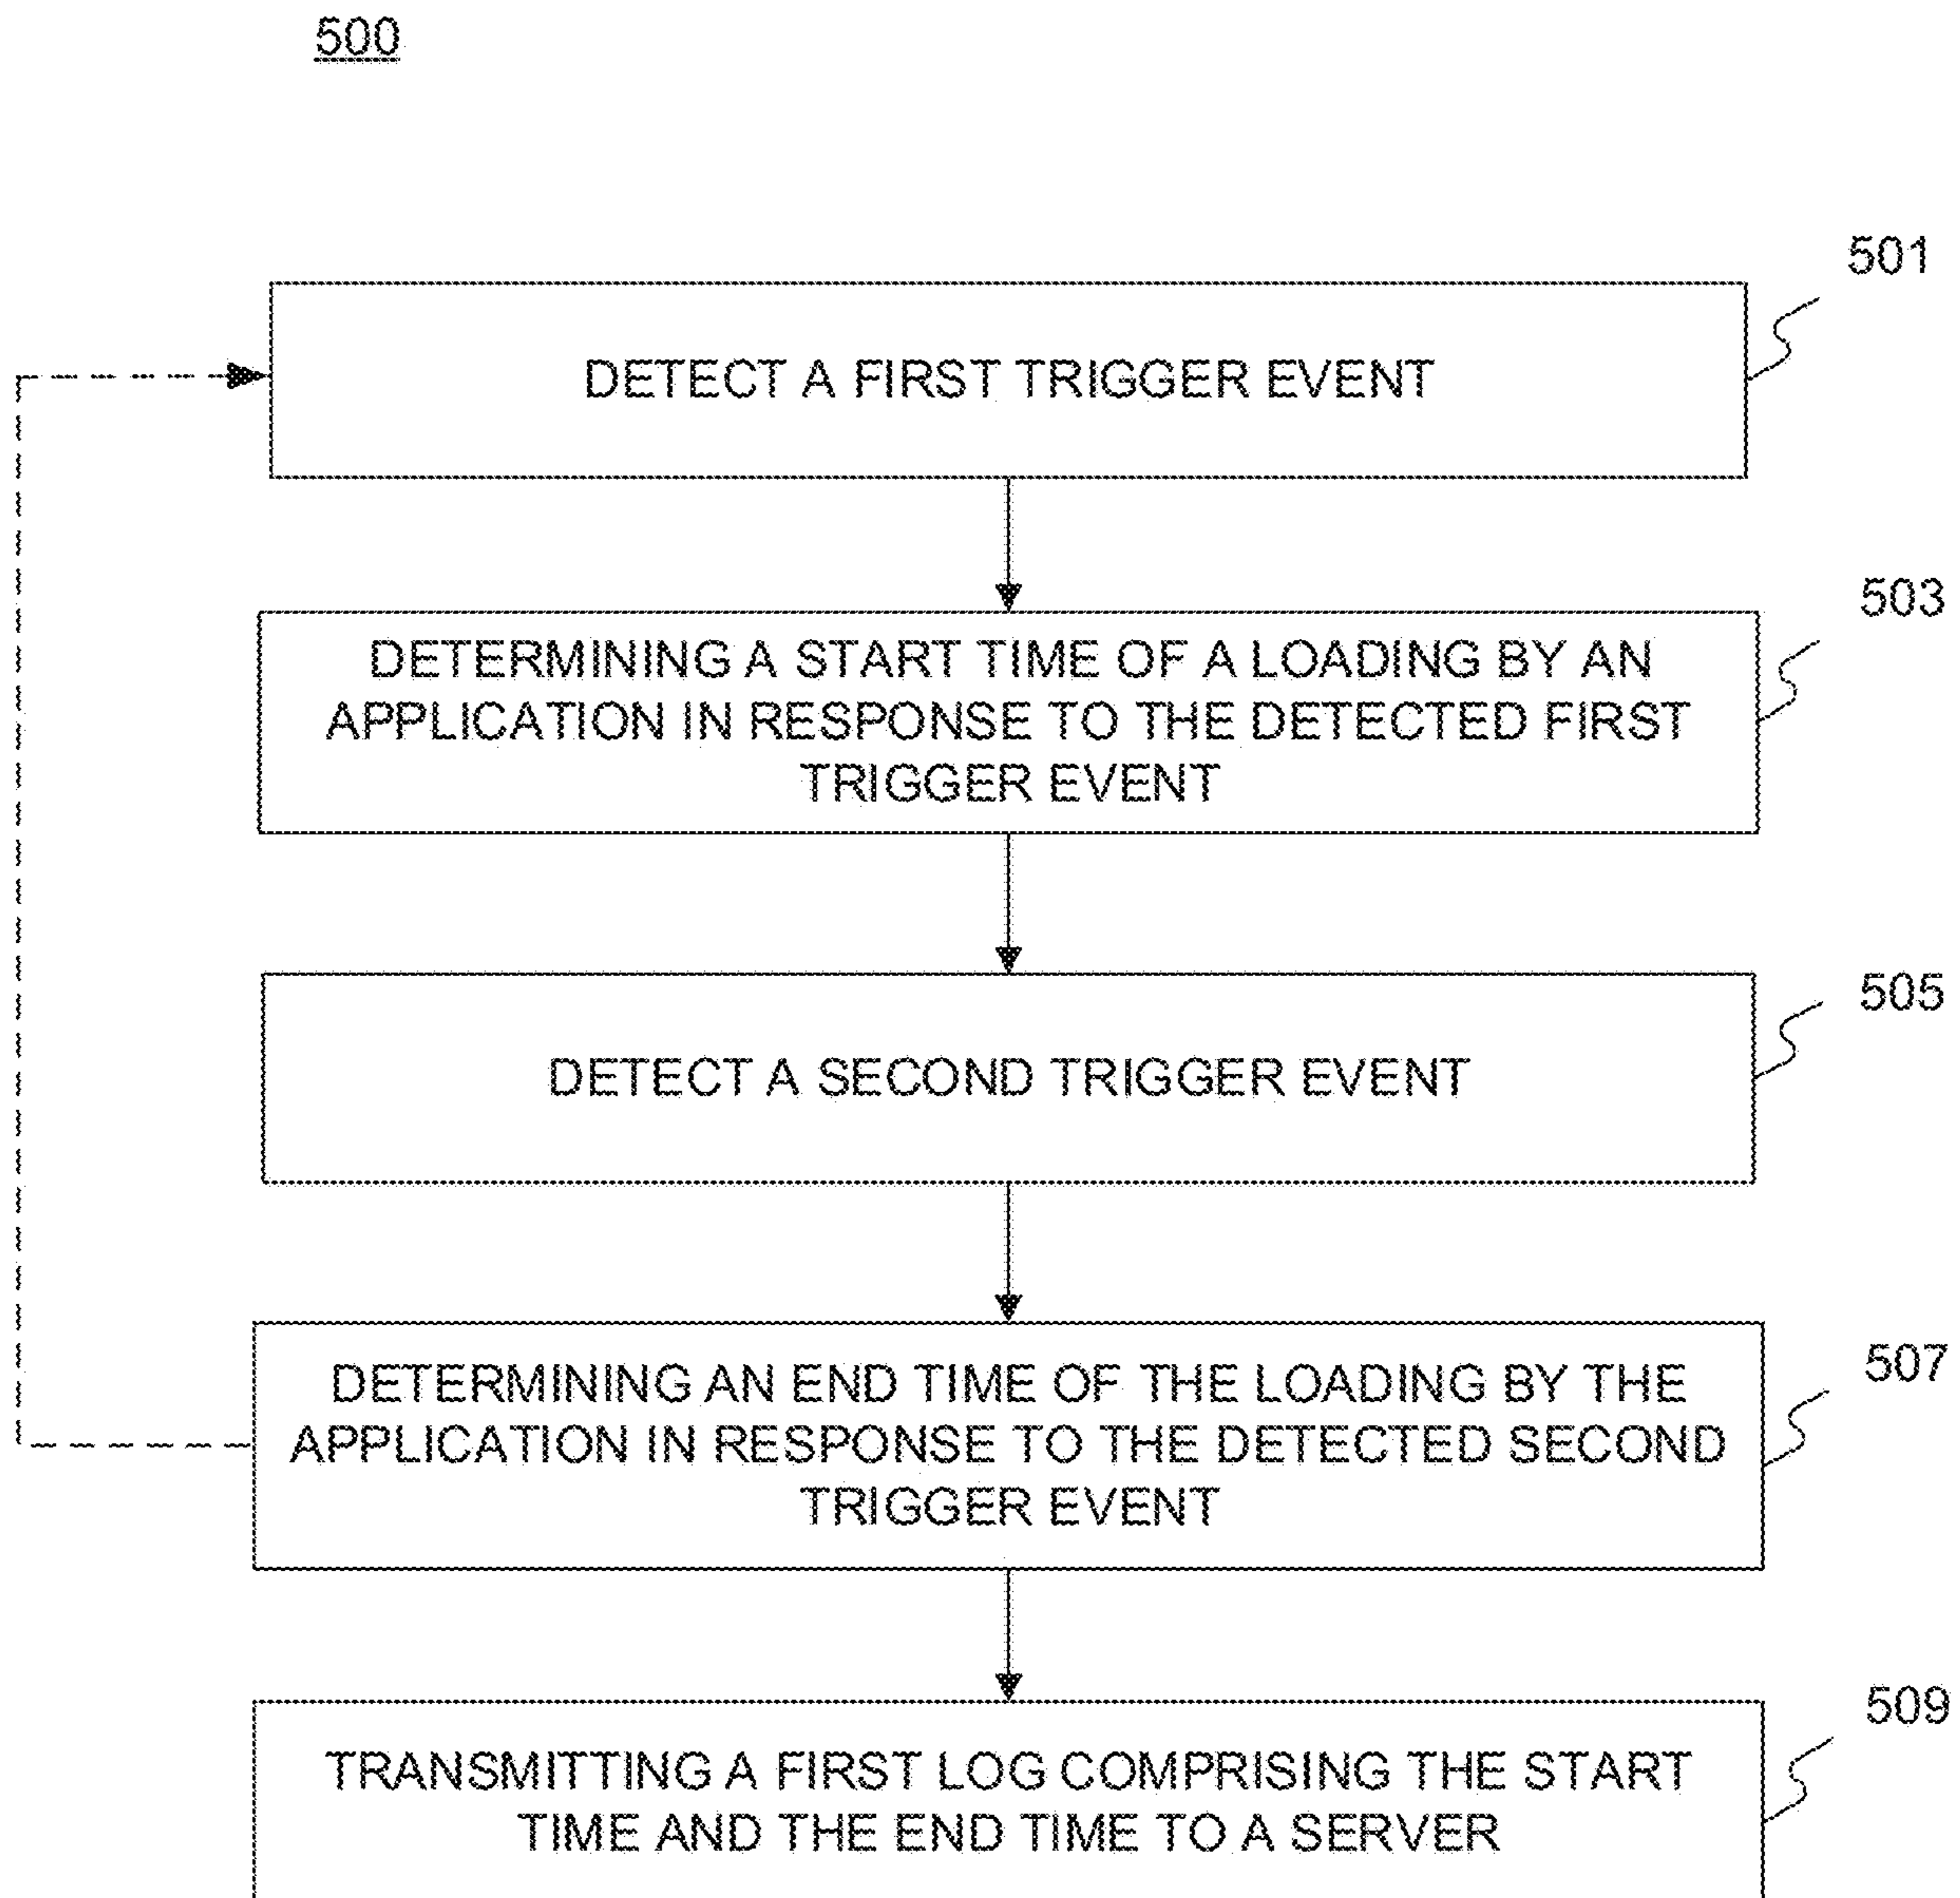 500
501
DETECT A FIRST TRIGGER EVENT
503
DETERMINING A START TIME OF A LOADING BY AN
APPLICATION IN RESPONSE TO THE DETECTED FIRST
TRIGGER EVENT
505
DETECT A SECOND TRIGGER EVENT
507
DETERMINING AN END TIME OF THE LOADING BY THE
APPLICATION IN RESPONSE TO THE DETECTED SECOND
TRIGGER EVENT
509
TRANSMITTING A FIRST LOG COMPRISING THE START
TIME AND THE END TIME TO A SERVER